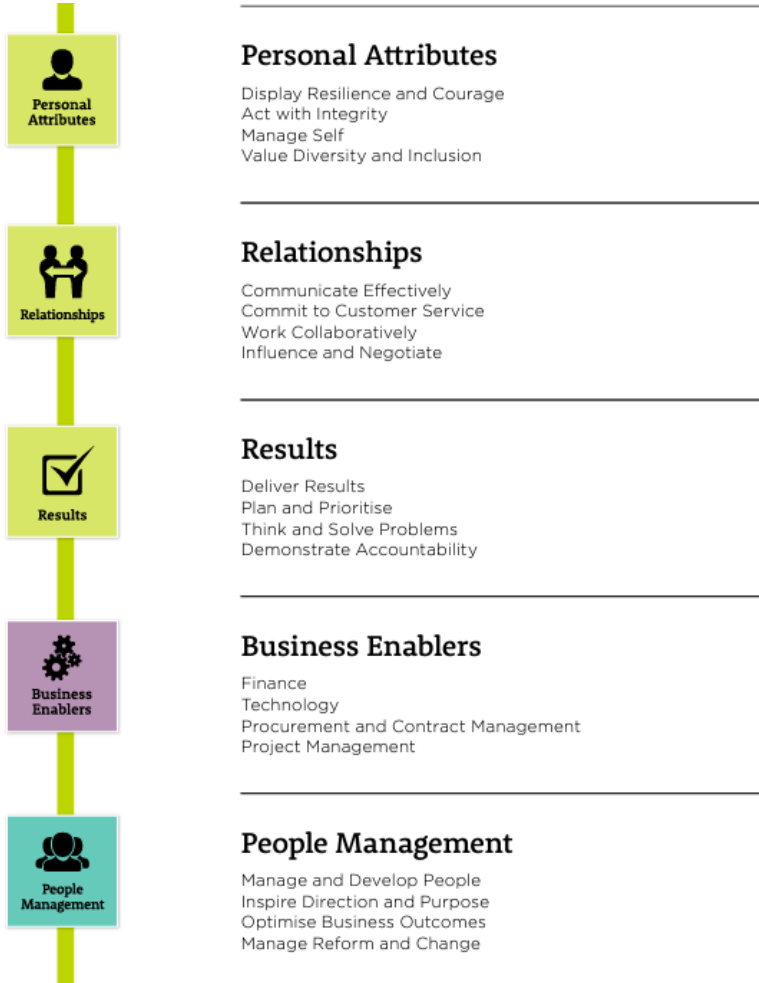 Personal
Attributes
Personal Attributes
Display Resilience and Courage
Act with Integrity
Manage Self
Value Diversity and Inclusion
Relationships
Relationships
Communicate Effectively
Commit to Customer Service
Work Collaboratively
Influence and Negotiate
Results
Results
Deliver Results
Plan and Prioritise
Think and Solve Problems
Demonstrate Accountability
Business
Enablers
Business Enablers
Finance
Technology
Procurement and Contract Management
Project Management
People
Management
People Management
Manage and Develop People
Inspire Direction and Purpose
Optimise Business Outcomes
Manage Reform and Change